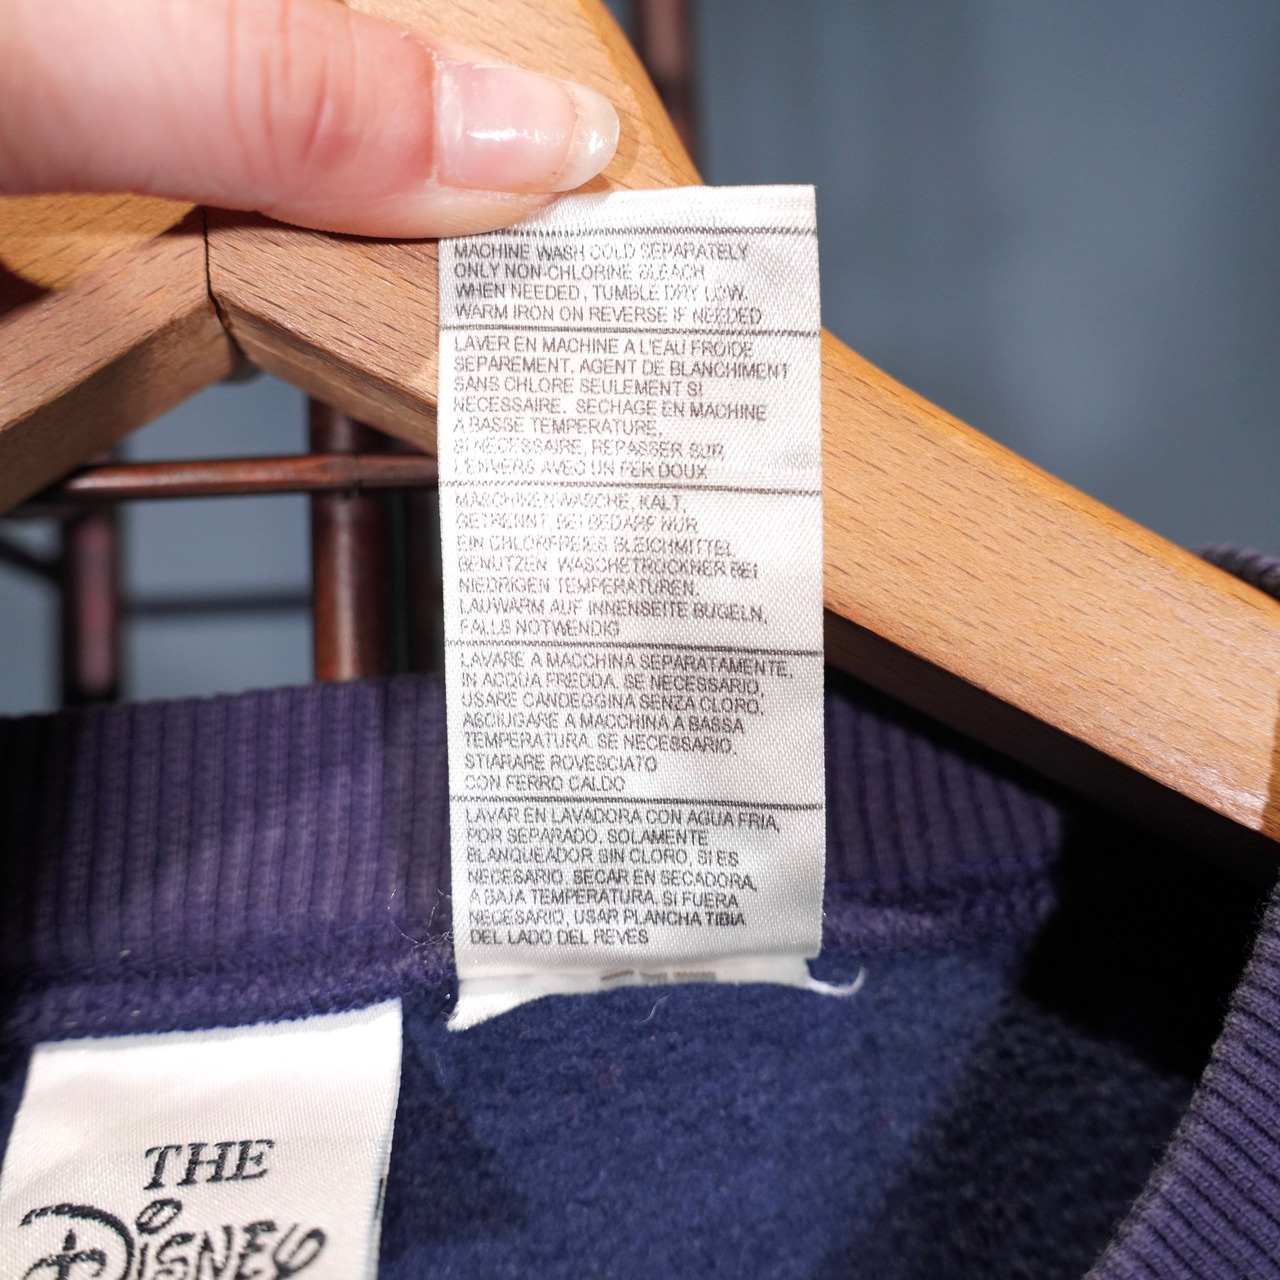 MACHINE WASH COLD SEPARATELY
ONLY NON-CHLORINE BLEACH
WHEN NEEDED, TUMBLE DRY LOW.
WARM IRON ON REVERSE IF NEEDED
LAVER EN MACHINE A L'EAU FROIDE
SEPAREMENT. AGENT DE BLANCHIMENT
SANS CHLORE SEULEMENT SI
NECESSAIRE. SECHAGE EN MACHINE
A BASSE TEMPERATURE,
SI NECESSAIRE, REPASSER SUR
L'ENVERS AVEC UN FER DOUX
MASCHINENWASCHE, KALT,
GETRENNT, BEI BEDARF NUR
EIN CHLORFREIES BLEICHMITTEL
BENUTZEN. WASCHETROCKNER BEI
NIEDRIGEN TEMPERATUREN.
LAUWARM AUF INNENSEITE BUGELN,
FALLS NOTWENDIG
LAVARE A MACCHINA SEPARATAMENTE,
IN ACQUA FREDDA. SE NECESSARIO,
USARE CANDEGGINA SENZA CLORO.
ASCIUGARE A MACCHINA A BASSA
TEMPERATURA. SE NECESSARIO,
STIARARE ROVESCIATO
CON FERRO CALDO
LAVAR EN LAVADORA CON AGUA FRIA,
POR SEPARADO. SOLAMENTE
BLANQUEADOR SIN CLORO, SI ES
NECESARIO. SECAR EN SECADORA,
A BAJA TEMPERATURA. SI FUERA
NECESARIO, USAR PLANCHA TIBIA
DEL LADO DEL REVES
THE
DISNEY